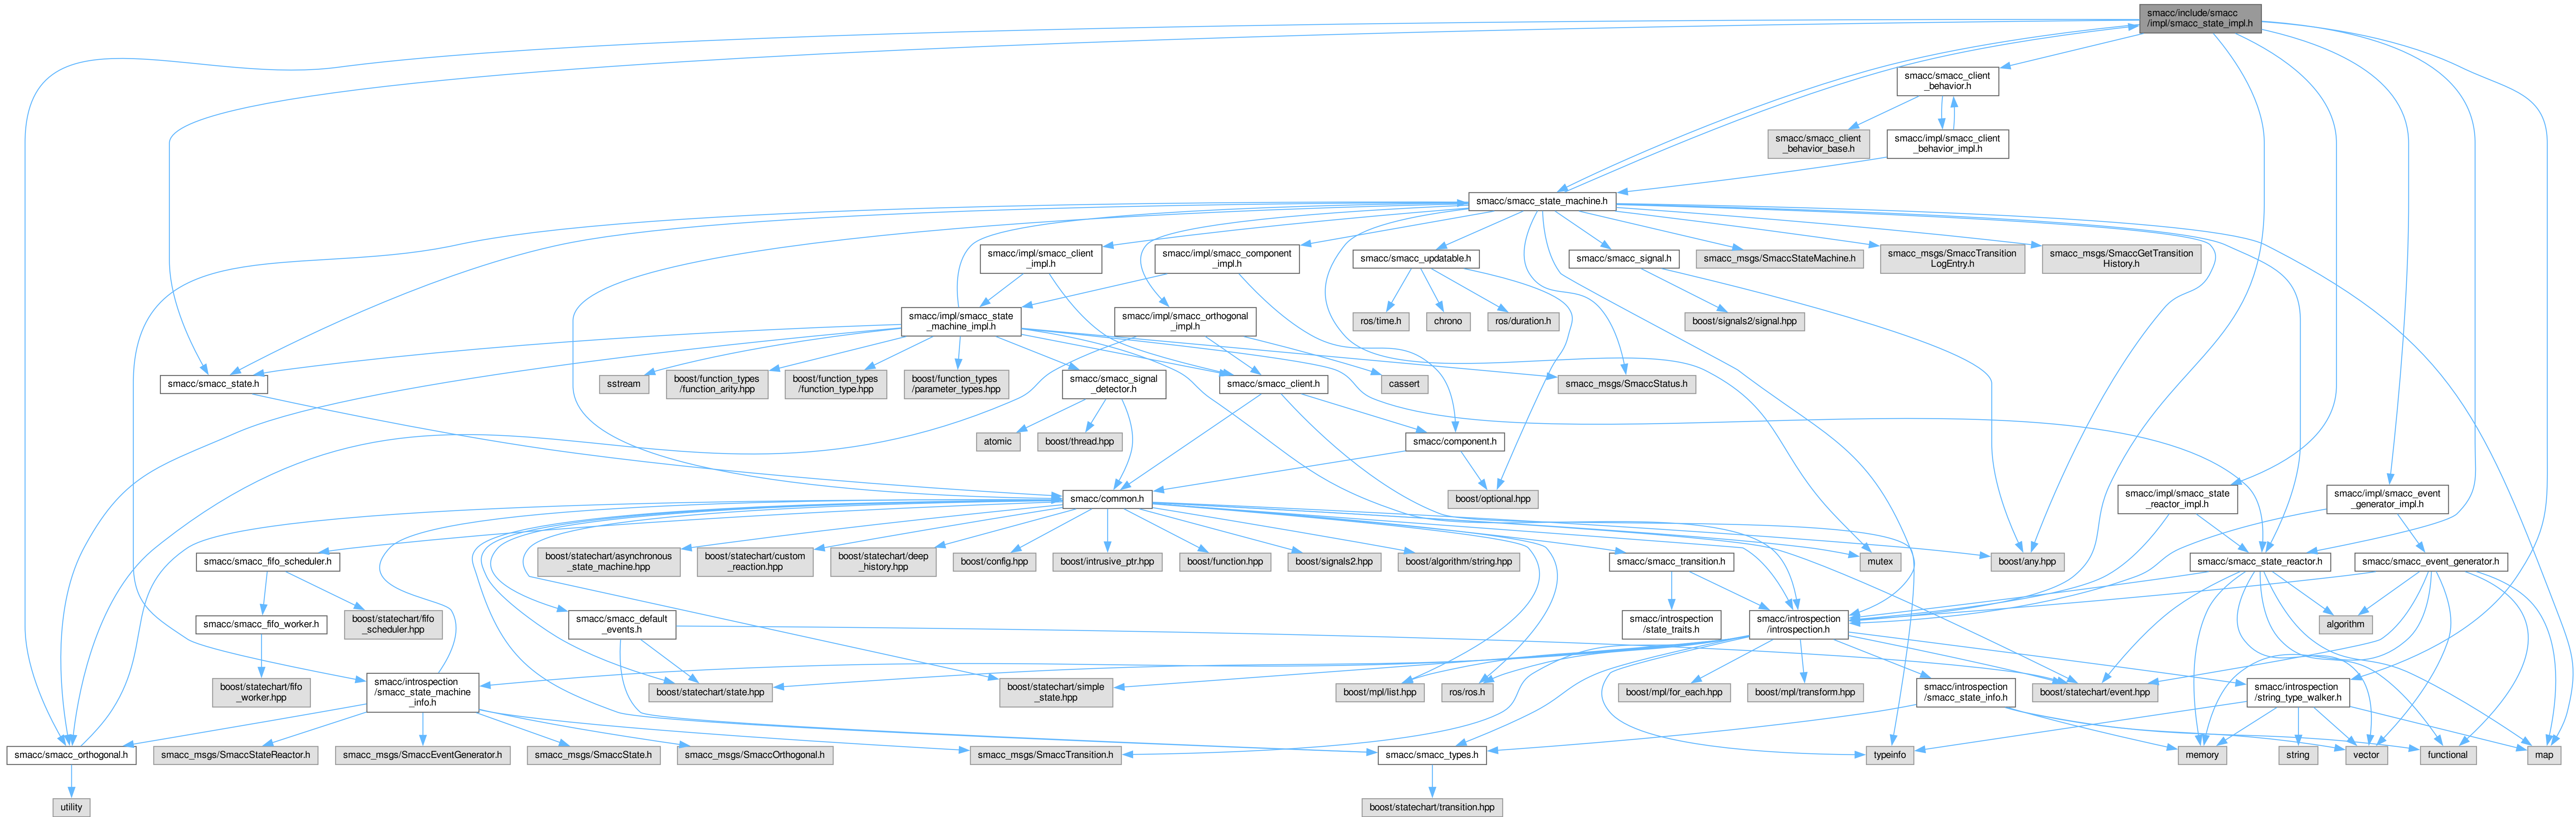 smacc/include/smacc
/impl/smacc_state_impl.h
smacc/smacc_client
_behavior.h
smacc/smacc_client
_behavior_base.h
smacc/impl/smacc_client
_behavior_impl.h
smacc/smacc_state_machine.h
smacc/impl/smacc_client
_impl.h
smacc/impl/smacc_component
_impl.h
smacc/smacc_updatable.h
smacc/smacc_signal.h
smacc_msgs/SmaccStateMachine.h
smacc_msgs/SmaccTransition
LogEntry.h
smacc_msgs/SmaccGetTransition
History.h
smacc/impl/smacc_state
_machine_impl.h
smacc/impl/smacc_orthogonal
_impl.h
ros/time.h
chrono
ros/duration.h
boost/signals2/signal.hpp
smacc/smacc_state.h
sstream
boost/function_types
/function_arity.hpp
boost/function_types
/function_type.hpp
boost/function_types
/parameter_types.hpp
smacc/smacc_signal
_detector.h
smacc/smacc_client.h
cassert
smacc_msgs/SmaccStatus.h
atomic
boost/thread.hpp
smacc/component.h
smacc/common.h
boost/optional.hpp
smacc/impl/smacc_state
_reactor_impl.h
smacc/impl/smacc_event
_generator_impl.h
smacc/smacc_fifo_scheduler.h
boost/statechart/asynchronous
_state_machine.hpp
boost/statechart/custom
_reaction.hpp
boost/statechart/deep
_history.hpp
boost/config.hpp
boost/intrusive_ptr.hpp
boost/function.hpp
boost/signals2.hpp
boost/algorithm/string.hpp
smacc/smacc_transition.h
mutex
boost/any.hpp
smacc/smacc_state_reactor.h
smacc/smacc_event_generator.h
smacc/smacc_fifo_worker.h
boost/statechart/fifo
_scheduler.hpp
smacc/smacc_default
_events.h
smacc/introspection
/state_traits.h
smacc/introspection
/introspection.h
algorithm
boost/statechart/fifo
_worker.hpp
smacc/introspection
/smacc_state_machine
_info.h
boost/statechart/state.hpp
boost/statechart/simple
_state.hpp
boost/mpl/list.hpp
ros/ros.h
boost/mpl/for_each.hpp
boost/mpl/transform.hpp
smacc/introspection
/smacc_state_info.h
boost/statechart/event.hpp
smacc/introspection
/string_type_walker.h
smacc/smacc_orthogonal.h
smacc_msgs/SmaccStateReactor.h
smacc_msgs/SmaccEventGenerator.h
smacc_msgs/SmaccState.h
smacc_msgs/SmaccOrthogonal.h
smacc_msgs/SmaccTransition.h
smacc/smacc_types.h
typeinfo
memory
string
vector
functional
map
utility
boost/statechart/transition.hpp